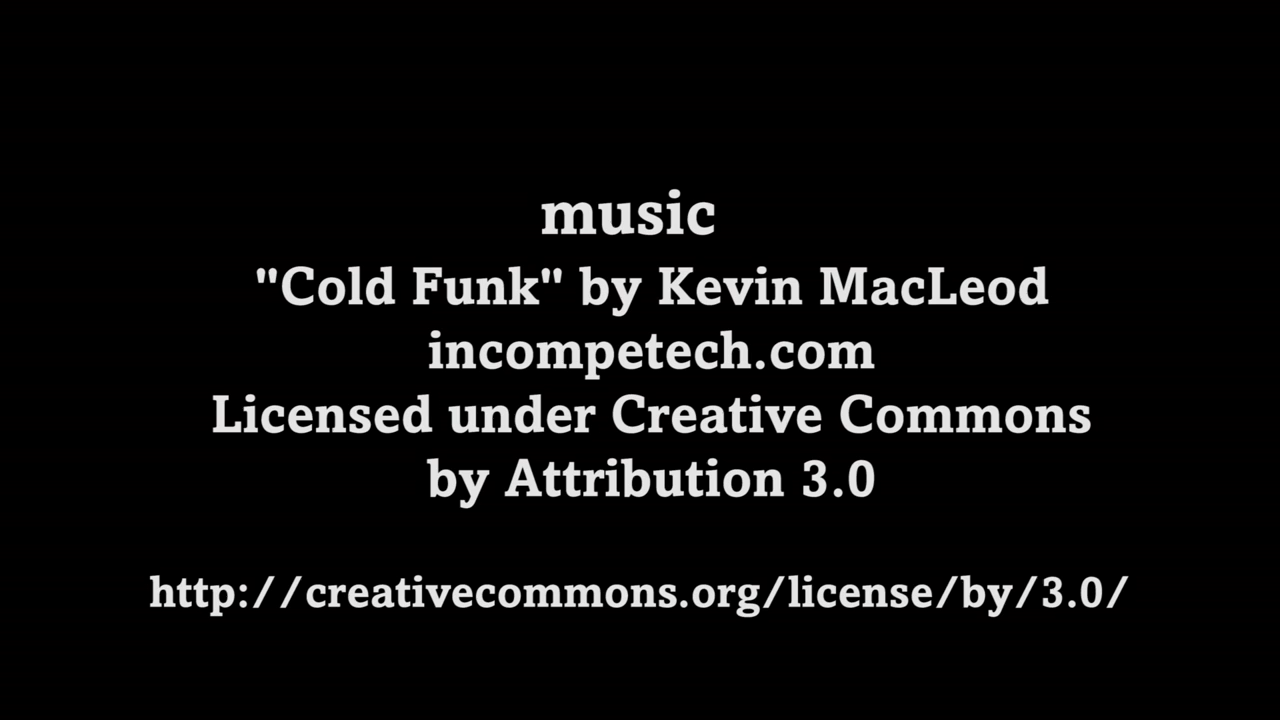 music
"Cold Funk" by Kevin MacLeod
incompetech.com
Licensed under Creative Commons
by Attribution 3.0
http://creativecommons.org/license/by/3.0/